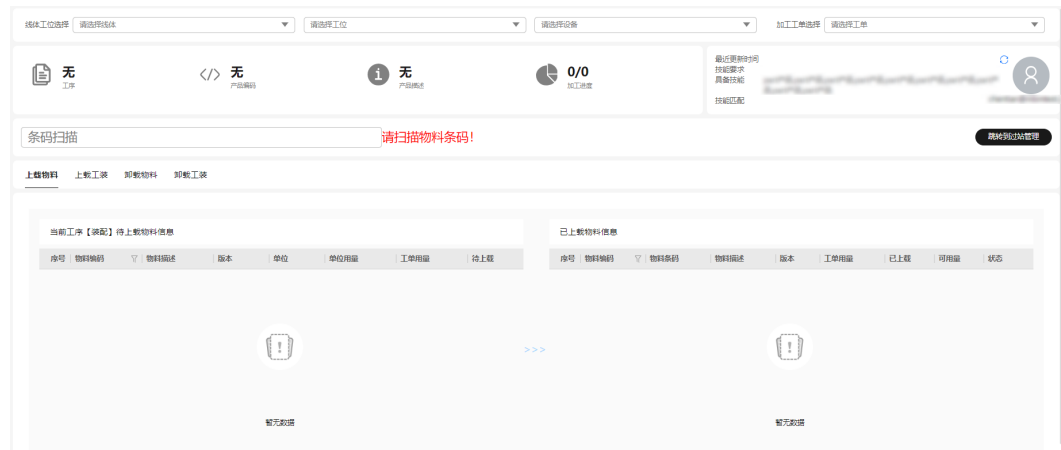 线体工位选择 请选择线体 请选择工位 请选择设备 加工工单选择 请选择工单
无 无 无 0/0
工序 产品编码 产品描述 加工进度
最近更新时间
技能要求
具备技能
技能匹配
条码扫描 请扫描物料条码! 跳转到过站管理
上载物料 上载工装 卸载物料 卸载工装
当前工序【装配】待上载物料信息 已上载物料信息
序号 物料编码 物料描述 版本 单位 单位用量 工单用量 待上载 序号 物料编码 物料条码 物料描述 版本 工单用量 已上载 可用量 状态
>>>
暂无数据 暂无数据